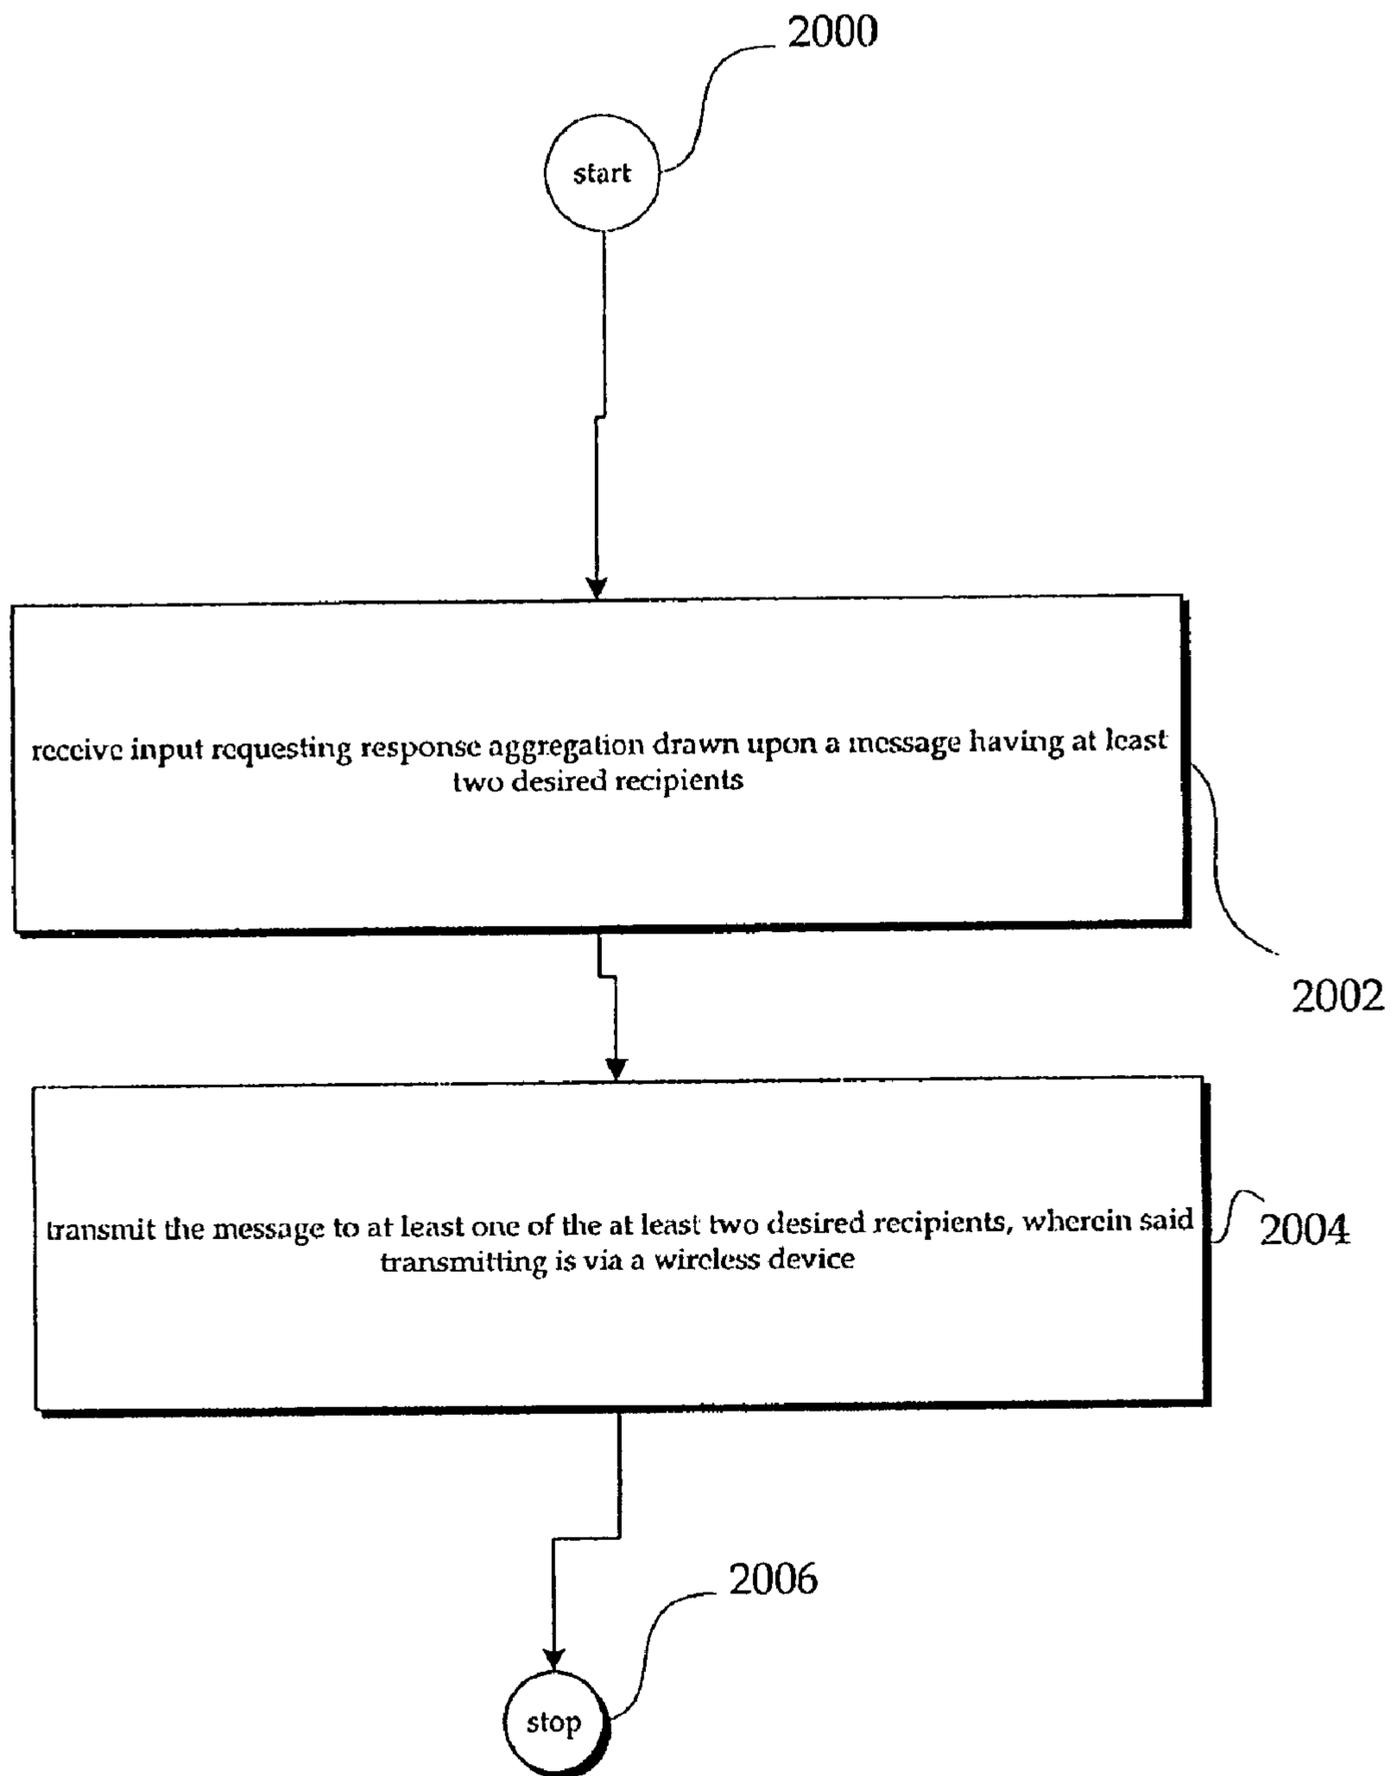 2000
start
receive input requesting response aggregation drawn upon a message having at least
two desired recipients
2002
transmit the message to at least one of the at least two desired recipients, wherein said
transmitting is via a wireless device
2004
2006
stop